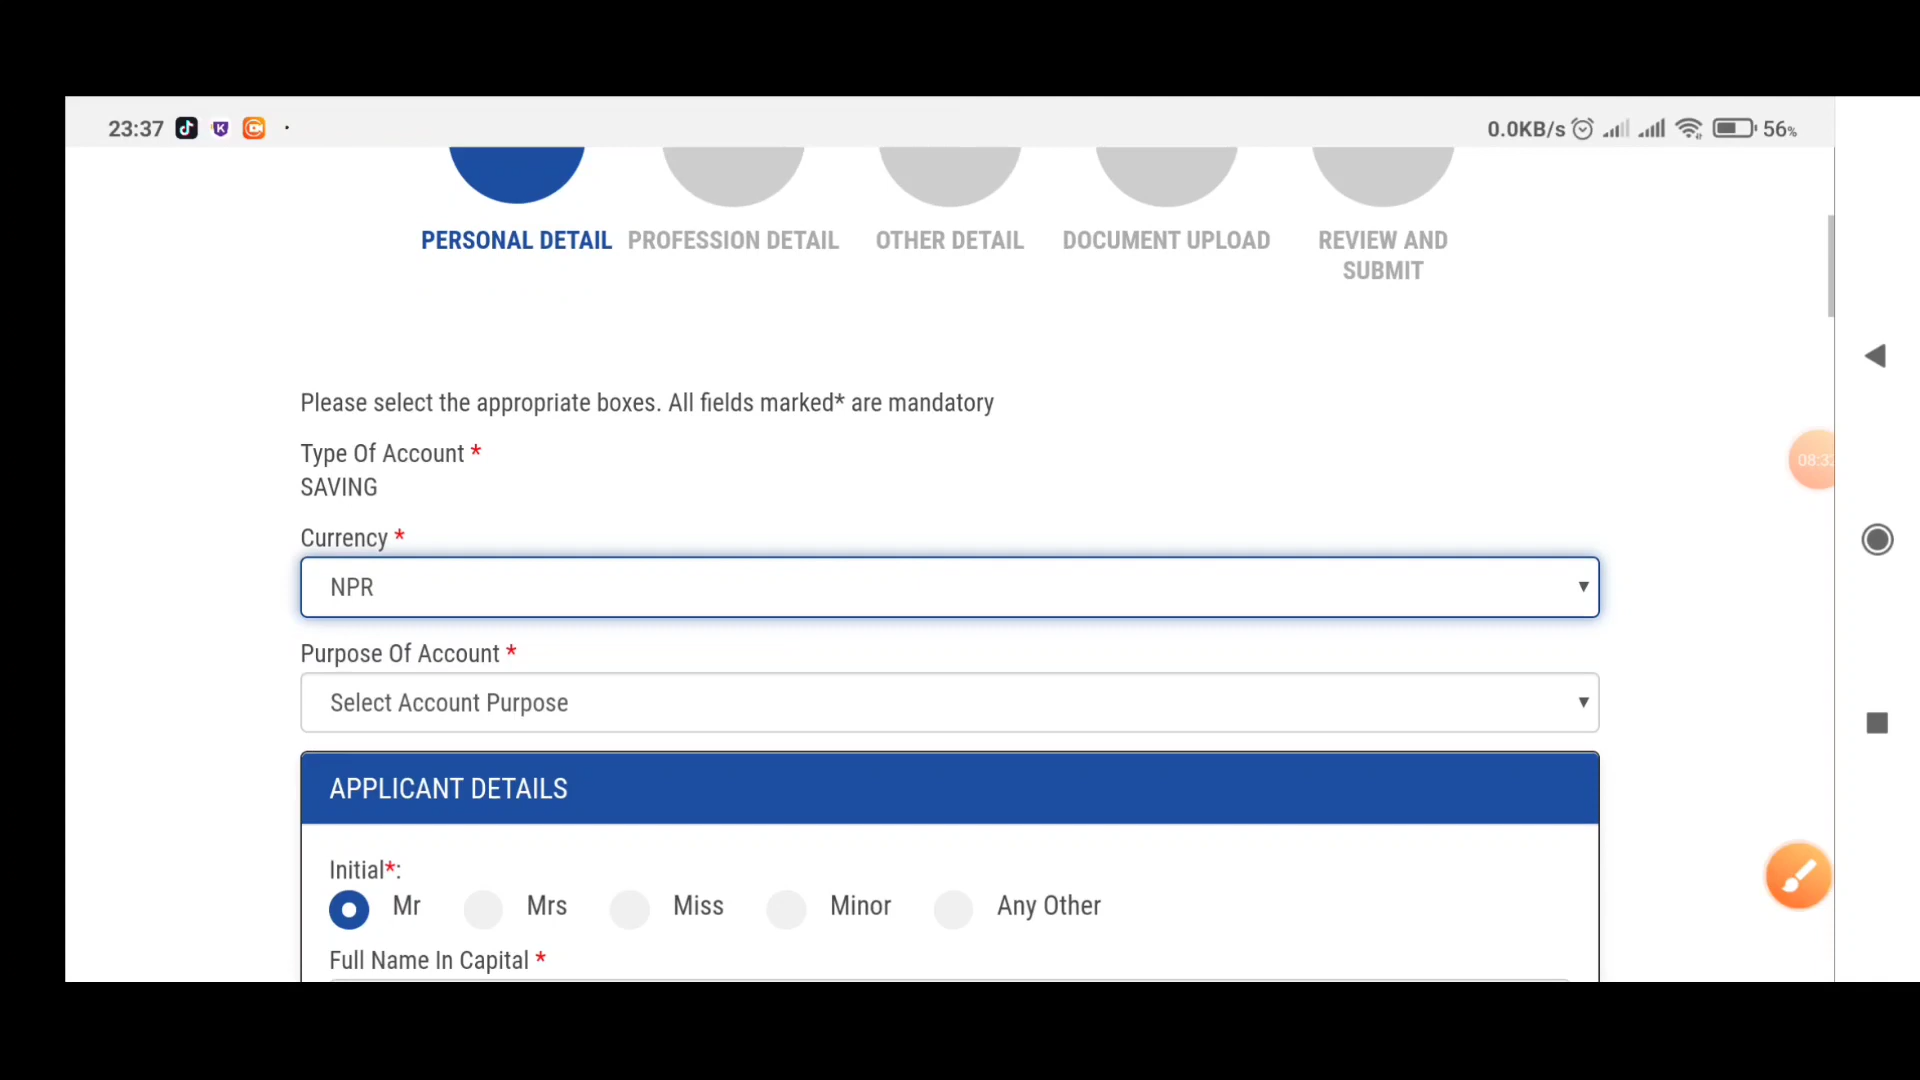 23:37
0.0KB/s 56%
PERSONAL DETAIL PROFESSION DETAIL OTHER DETAIL DOCUMENT UPLOAD REVIEW AND
SUBMIT
Please select the appropriate boxes. All fields marked* are mandatory
Type Of Account *
08:32
SAVING
Currency *
NPR
Purpose Of Account *
Select Account Purpose
APPLICANT DETAILS
Initial*:
Mr Mrs Miss Minor Any Other
Full Name In Capital *